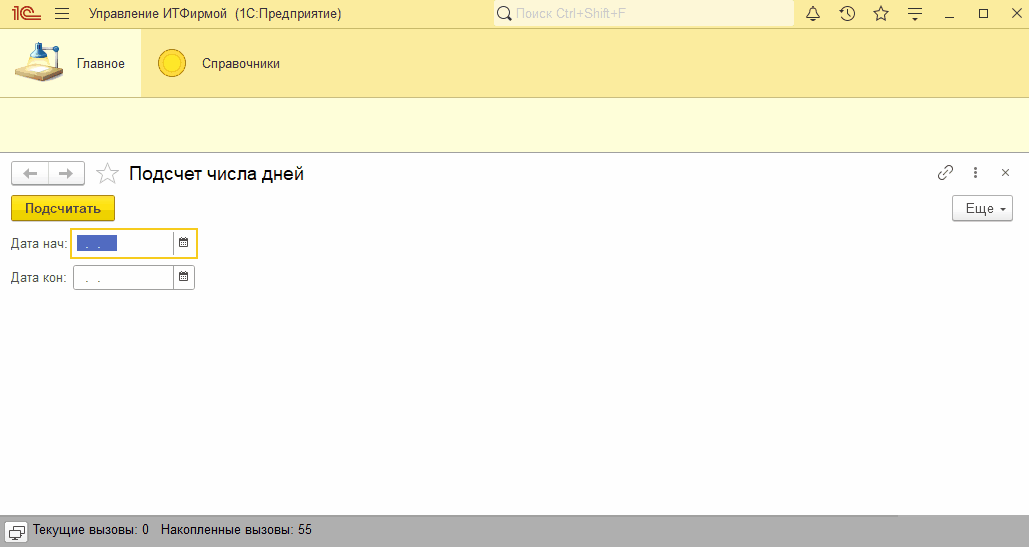 1С Управление ИТФирмой (1С:Предприятие) Поиск Ctrl+Shift+F
Главное Справочники
Подсчет числа дней
Подсчитать Еще
Дата нач: . .
Дата кон: . .
Текущие вызовы: 0 Накопленные вызовы: 55